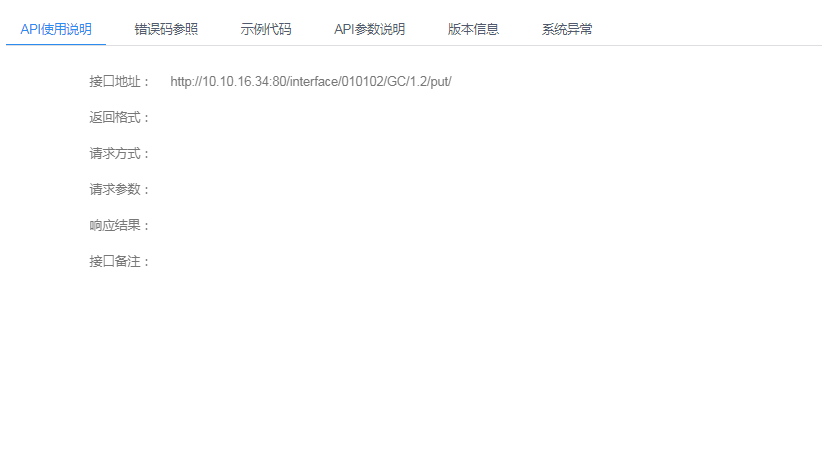 API使用说明 错误码参照 示例代码 API参数说明 版本信息 系统异常
接口地址： http://10.10.16.34:80/interface/010102/GC/1.2/put/
返回格式：
请求方式：
请求参数：
响应结果：
接口备注：